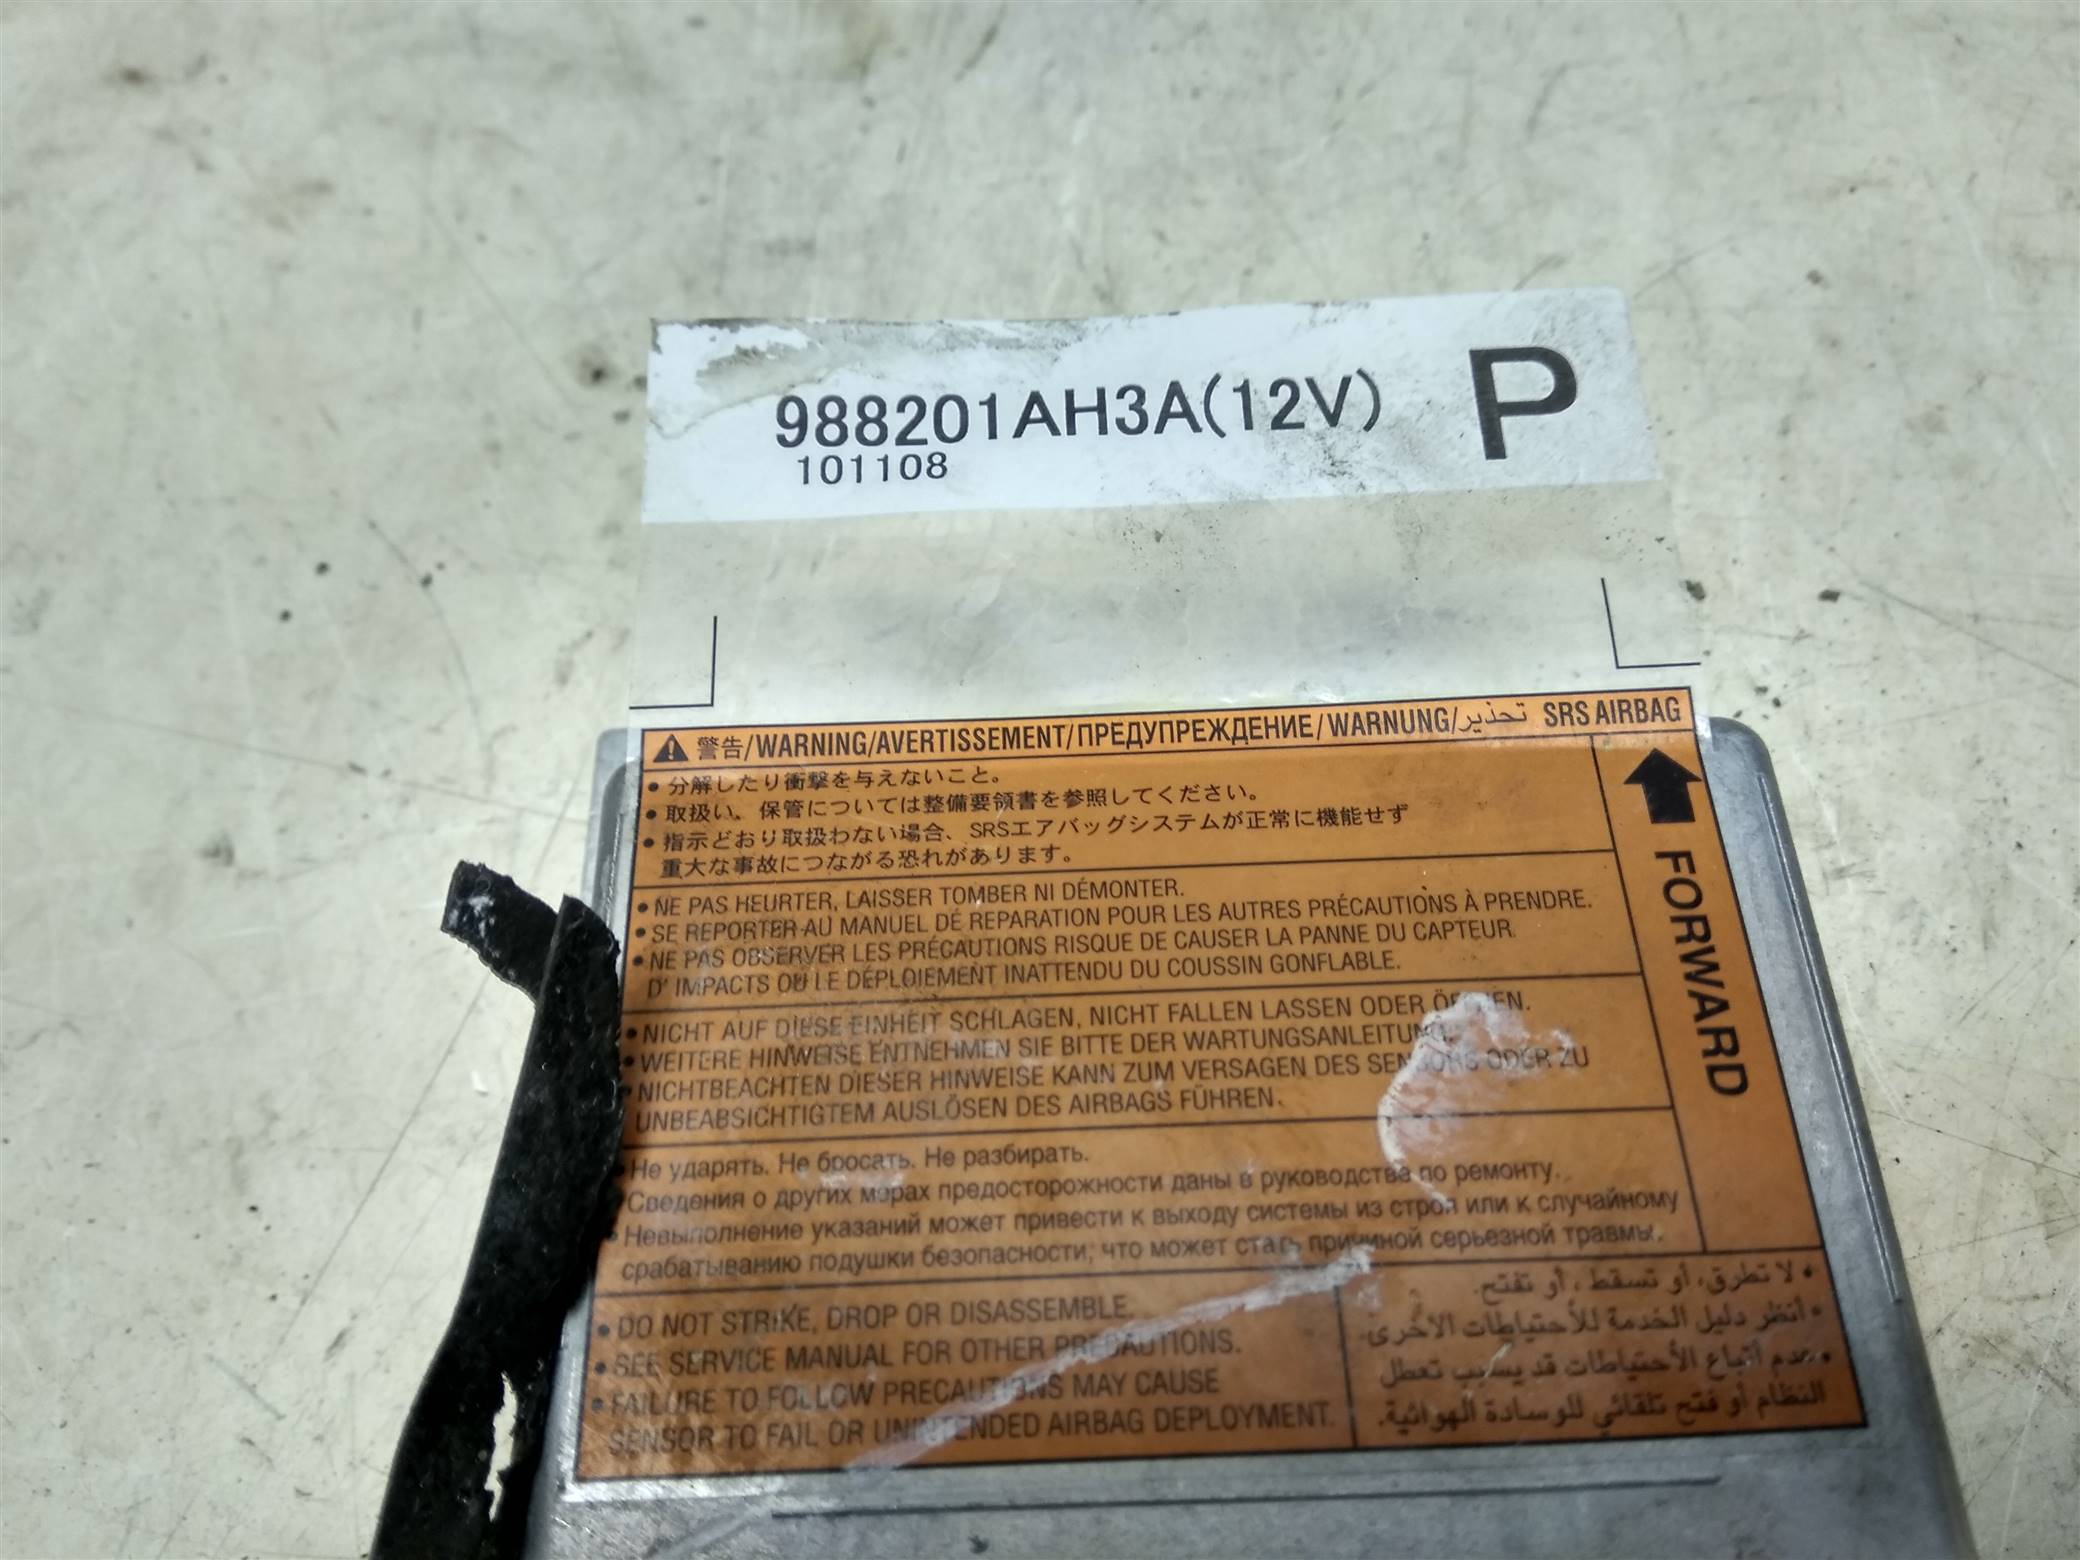 988201AH3A(12V) P
101108
警告/WARNING/AVERTISSEMENT/ПРЕДУПРЕЖДЕНИЕ/WARNUNG/تحذير SRS AIRBAG
• 分解したり衝撃を与えないこと。
• 取扱い、保管については整備要領書を参照してください。
• 指示どおり取扱わない場合、SRSエアバッグシステムが正常に機能せず
重大な事故につながる恐れがあります。
FORWARD
• NE PAS HEURTER, LAISSER TOMBER NI DÉMONTER.
• SE REPORTER AU MANUEL DE REPARATION POUR LES AUTRES PRÉCAUTIONS À PRENDRE.
• NE PAS OBSERVER LES PRÉCAUTIONS RISQUE DE CAUSER LA PANNE DU CAPTEUR
D' IMPACTS OU LE DÉPLOIEMENT INATTENDU DU COUSSIN GONFLABLE.
• NICHT AUF DIESE EINHEIT SCHLAGEN, NICHT FALLEN LASSEN ODER ÖFFNEN.
• WEITERE HINWEISE ENTNEHMEN SIE BITTE DER WARTUNGSANLEITUNG.
• NICHTBEACHTEN DIESER HINWEISE KANN ZUM VERSAGEN DES SENSORS ODER ZU
UNBEABSICHTIGTEM AUSLÖSEN DES AIRBAGS FÜHREN.
• Не ударять. Не бросать. Не разбирать.
• Сведения о других мерах предосторожности даны в руководстве по ремонту.
• Невыполнение указаний может привести к выходу системы из строя или к случайному
срабатыванию подушки безопасности, что может стать причиной серьезной травмы.
• DO NOT STRIKE, DROP OR DISASSEMBLE.
• SEE SERVICE MANUAL FOR OTHER PRECAUTIONS.
• FAILURE TO FOLLOW PRECAUTIONS MAY CAUSE
SENSOR TO FAIL OR UNINTENDED AIRBAG DEPLOYMENT.
• لا تطرق، أو تسقط ، أو تفتح.
• أنظر دليل الخدمة للأحتياطات الاخرى
• عدم أتباع الأحتياطات قد يسبب تعطل
النظام أو فتح تلقائي للوسادة الهوائية.